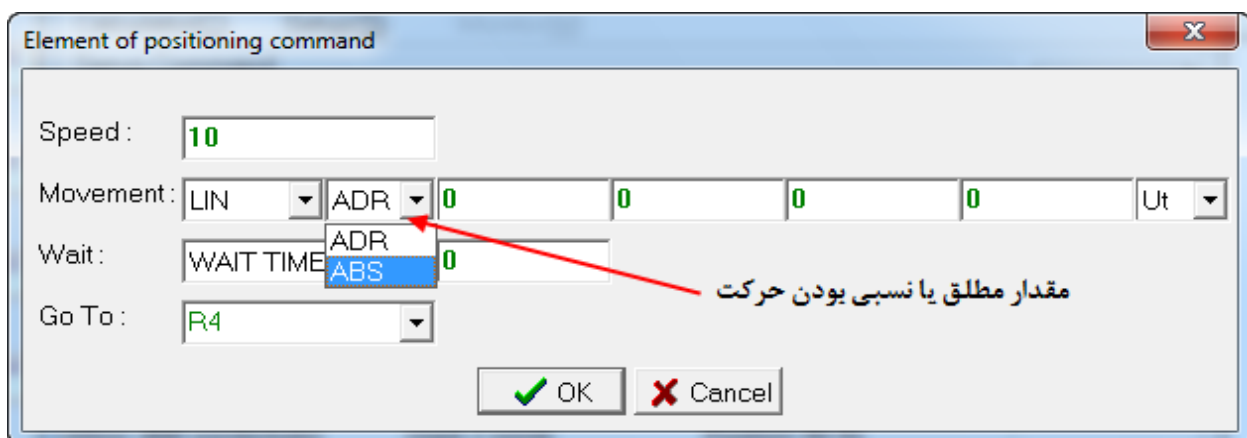 Element of positioning command
Speed :
10
Movement :
LIN
ADR
0
0
0
0
Ut
ADR
ABS
Wait :
WAIT TIME
0
مقدار مطلق یا نسبی بودن حرکت
Go To :
R4
OK
Cancel